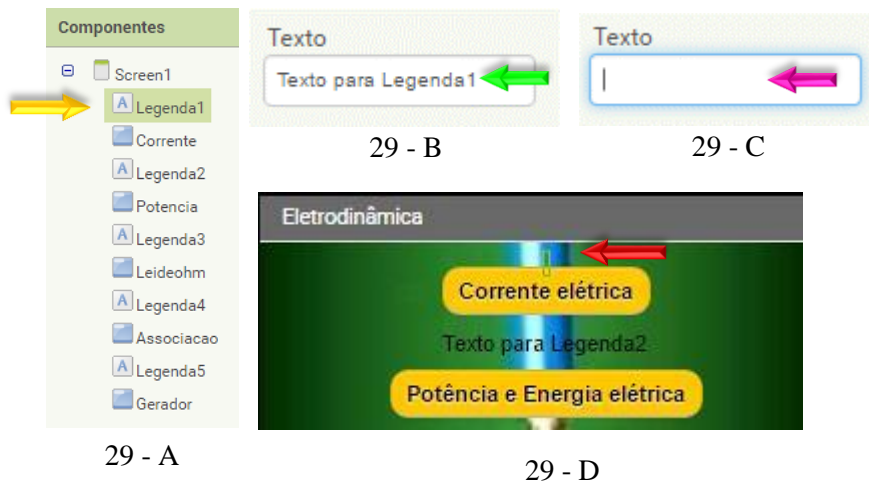 Componentes
Screen1
Legenda1
Corrente
Legenda2
Potencia
Legenda3
Leideohm
Legenda4
Associacao
Legenda5
Gerador
29 - A
Texto
Texto para Legenda1
29 - B
Texto
29 - C
Eletrodinâmica
Corrente elétrica
Texto para Legenda2
Potência e Energia elétrica
29 - D